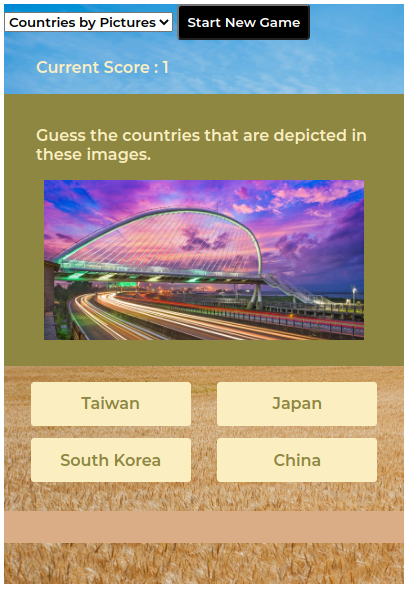 Countries by Pictures
Start New Game
Current Score : 1
Guess the countries that are depicted in
these images.
Taiwan
Japan
South Korea
China